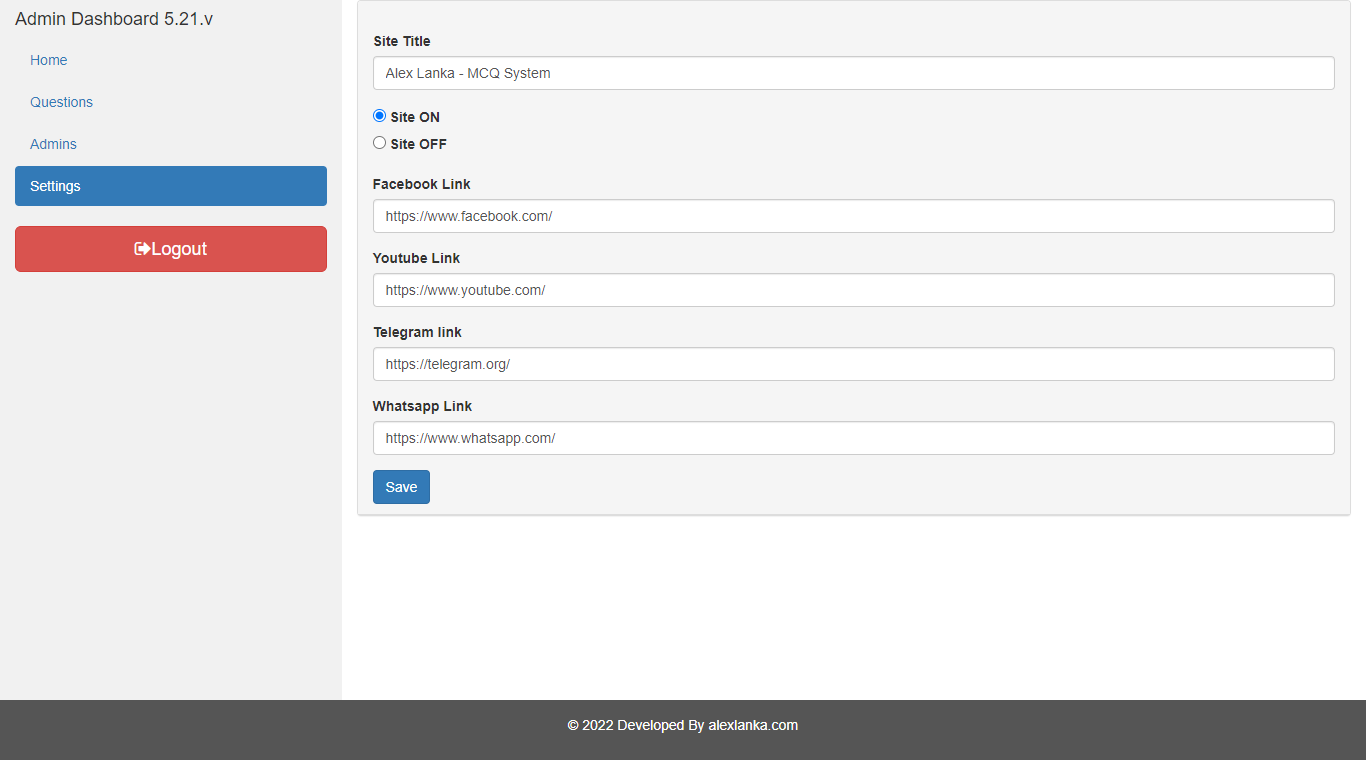 Admin Dashboard 5.21.v
Home
Questions
Admins
Settings
Logout
Site Title
Alex Lanka - MCQ System
Site ON
Site OFF
Facebook Link
https://www.facebook.com/
Youtube Link
https://www.youtube.com/
Telegram link
https://telegram.org/
Whatsapp Link
https://www.whatsapp.com/
Save
© 2022 Developed By alexlanka.com